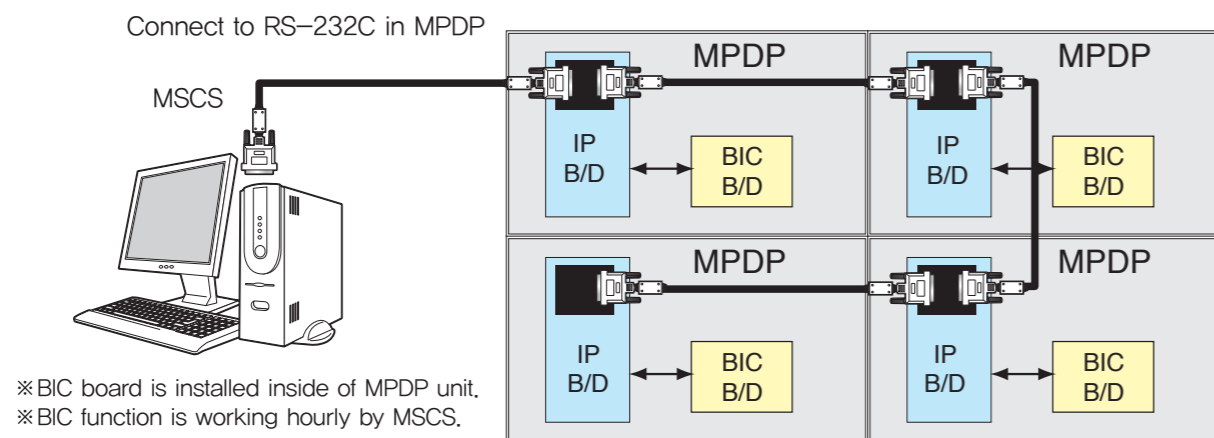 Connect to RS-232C in MPDP
MSCS
MPDP
IP
B/D
BIC
B/D
MPDP
IP
B/D
BIC
B/D
MPDP
IP
B/D
BIC
B/D
MPDP
IP
B/D
BIC
B/D
※BIC board is installed inside of MPDP unit.
※BIC function is working hourly by MSCS.